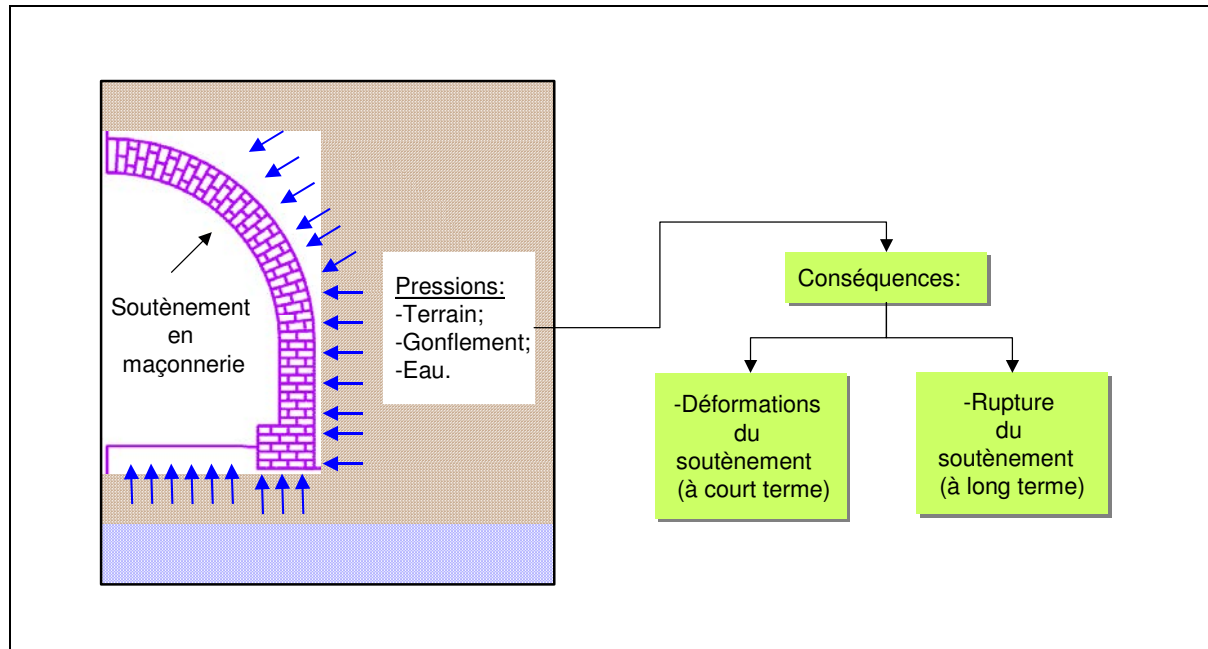 Soutènement
en
maçonnerie
Pressions:
-Terrain;
-Gonflement;
-Eau.
Conséquences:
-Déformations
du
soutènement
(à court terme)
-Rupture
du
soutènement
(à long terme)